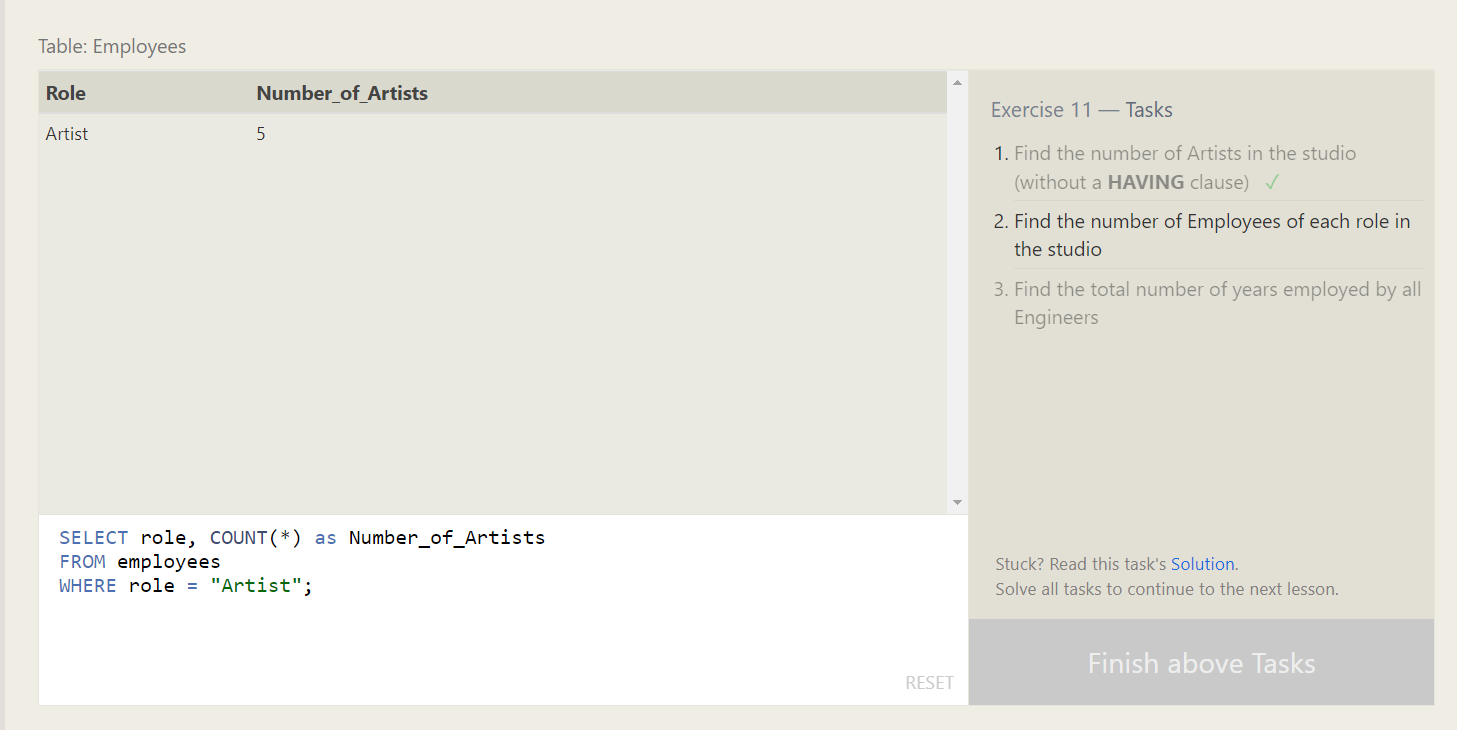 Table: Employees
Role Number_of_Artists
Artist 5
SELECT role, COUNT(*) as Number_of_Artists
FROM employees
WHERE role = "Artist";
RESET
Exercise 11 — Tasks
1. Find the number of Artists in the studio
(without a HAVING clause) ✓
2. Find the number of Employees of each role in
the studio
3. Find the total number of years employed by all
Engineers
Stuck? Read this task's Solution.
Solve all tasks to continue to the next lesson.
Finish above Tasks